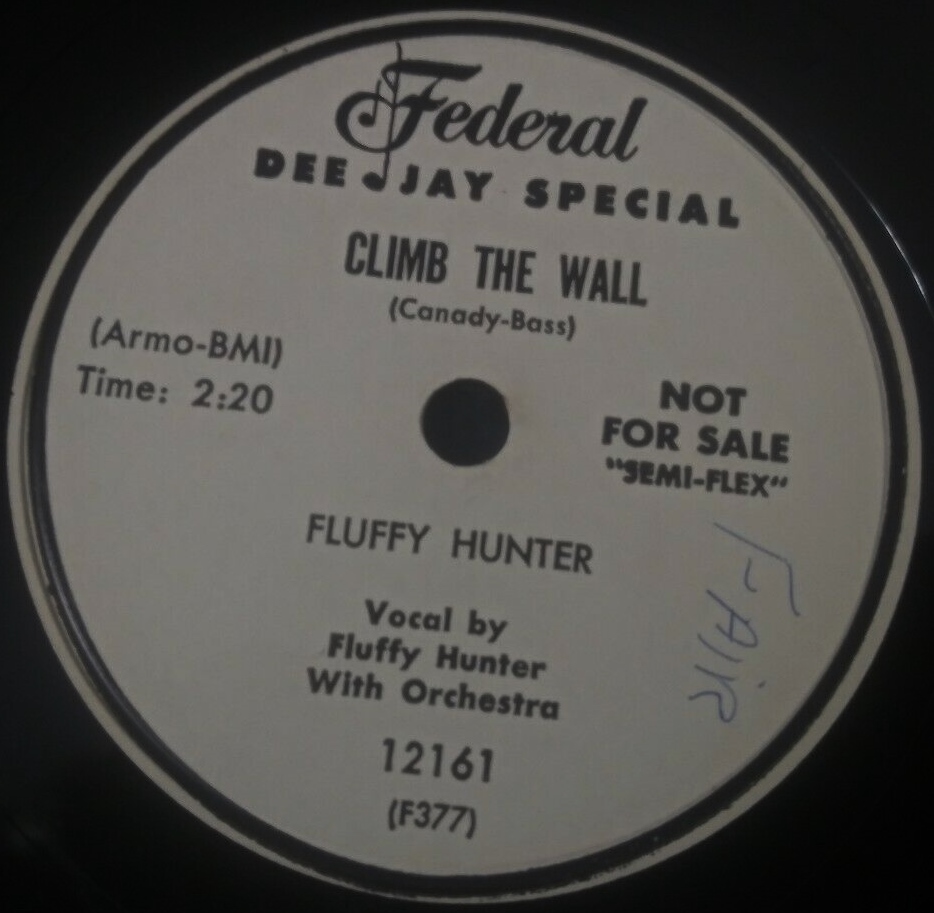 Federal
DEE JAY SPECIAL
CLIMB THE WALL
(Canady-Bass)
(Armo-BMI)
Time: 2:20
NOT
FOR SALE
"SEMI-FLEX"
FLUFFY HUNTER
Vocal by
Fluffy Hunter
With Orchestra
12161
(F377)
FAIR